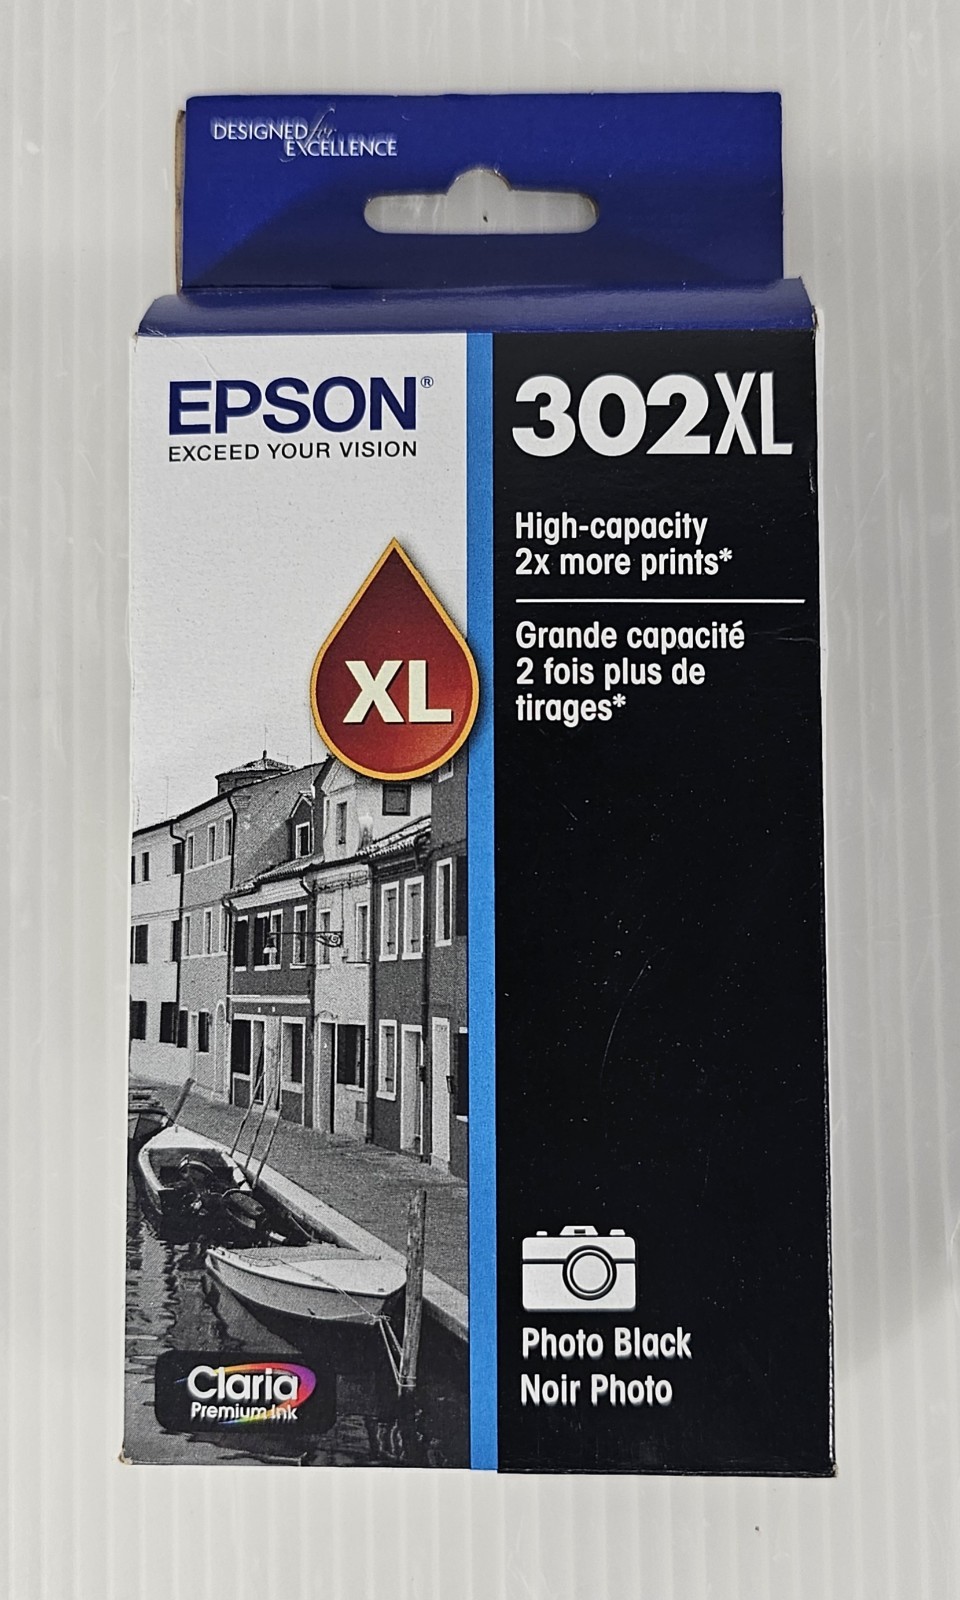 DESIGNED for
EXCELLENCE
EPSON®
EXCEED YOUR VISION
302XL
High-capacity
2x more prints*
Grande capacité
2 fois plus de
tirages*
XL
Photo Black
Noir Photo
Claria
Premium Ink